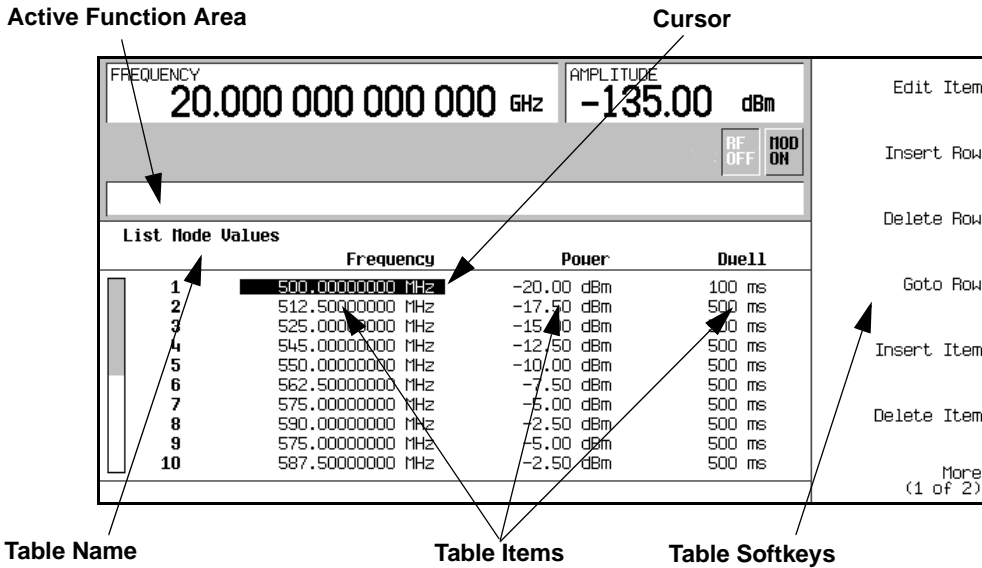 Active Function Area
Cursor
FREQUENCY
20.000 000 000 000 GHz
AMPLITUDE
-135.00 dBm
RF OFF
MOD ON
Edit Item
Insert Row
Delete Row
Goto Row
Insert Item
Delete Item
More
(1 of 2)
List Mode Values
Frequency Power Dwell
1 500.00000000 MHz -20.00 dBm 100 ms
2 512.50000000 MHz -17.50 dBm 500 ms
3 525.00000000 MHz -15.00 dBm 500 ms
4 545.00000000 MHz -12.50 dBm 500 ms
5 550.00000000 MHz -10.00 dBm 500 ms
6 562.50000000 MHz -7.50 dBm 500 ms
7 575.00000000 MHz -5.00 dBm 500 ms
8 590.00000000 MHz -2.50 dBm 500 ms
9 575.00000000 MHz -5.00 dBm 500 ms
10 587.50000000 MHz -2.50 dBm 500 ms
Table Name
Table Items
Table Softkeys